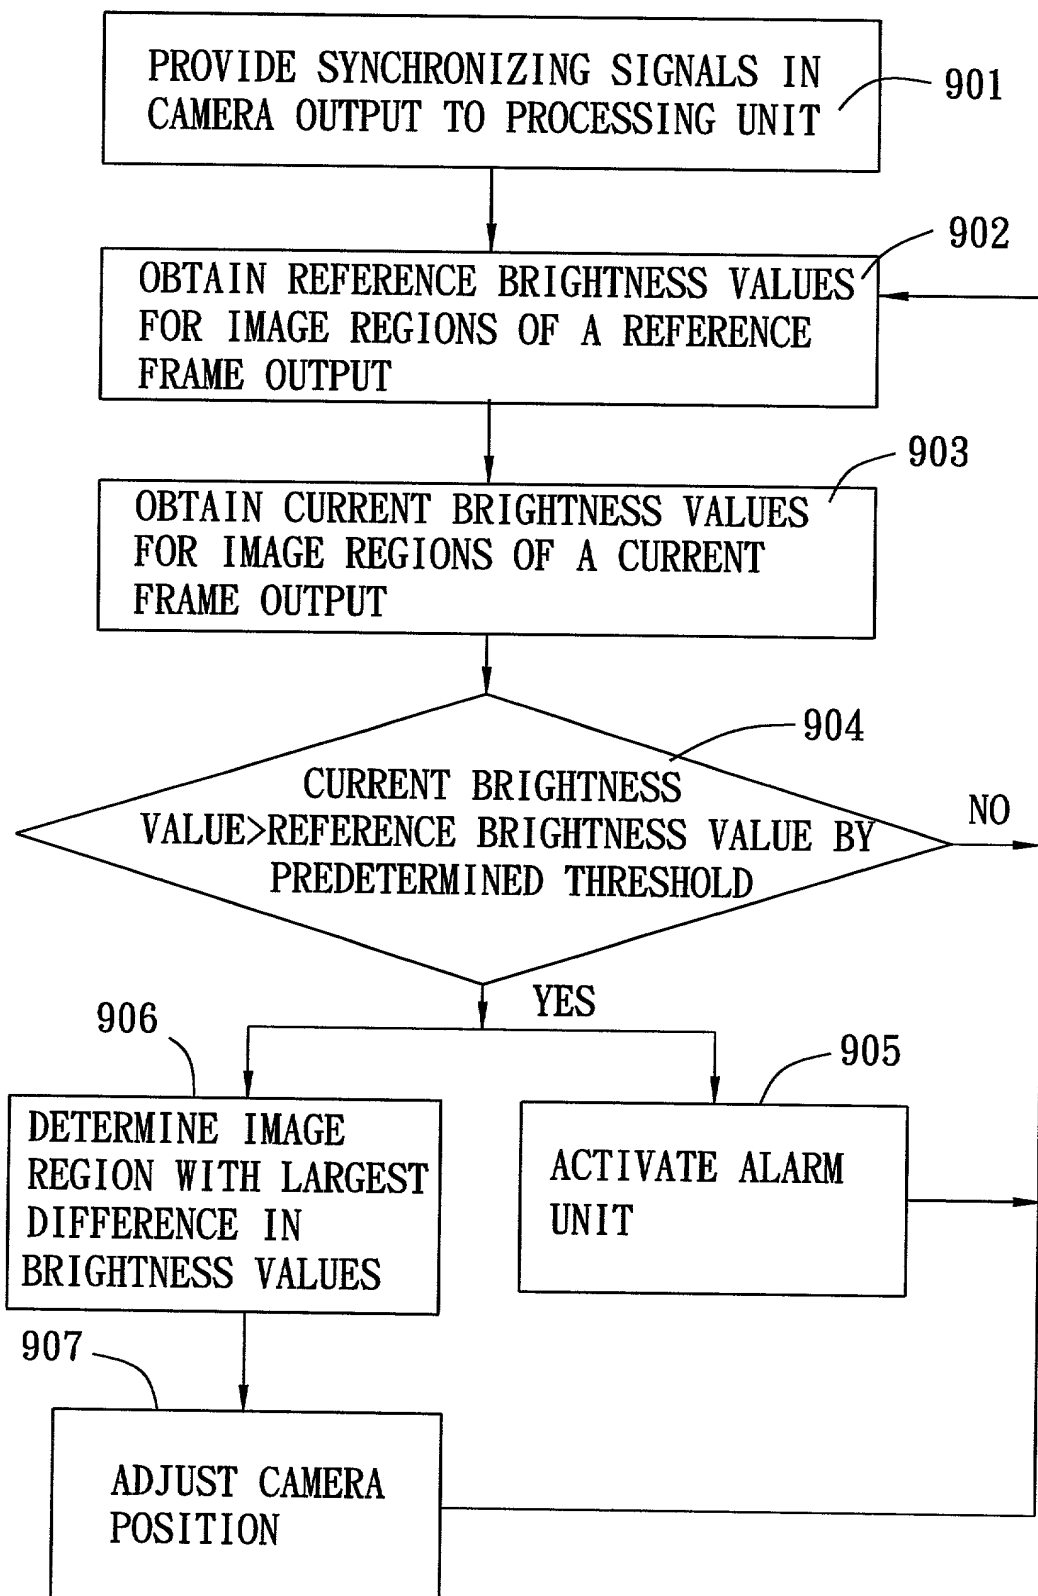 PROVIDE SYNCHRONIZING SIGNALS IN
CAMERA OUTPUT TO PROCESSING UNIT
901
902
OBTAIN REFERENCE BRIGHTNESS VALUES
FOR IMAGE REGIONS OF A REFERENCE
FRAME OUTPUT
903
OBTAIN CURRENT BRIGHTNESS VALUES
FOR IMAGE REGIONS OF A CURRENT
FRAME OUTPUT
904
CURRENT BRIGHTNESS
VALUE>REFERENCE BRIGHTNESS VALUE BY
PREDETERMINED THRESHOLD
NO
YES
906
905
DETERMINE IMAGE
REGION WITH LARGEST
DIFFERENCE IN
BRIGHTNESS VALUES
ACTIVATE ALARM
UNIT
907
ADJUST CAMERA
POSITION